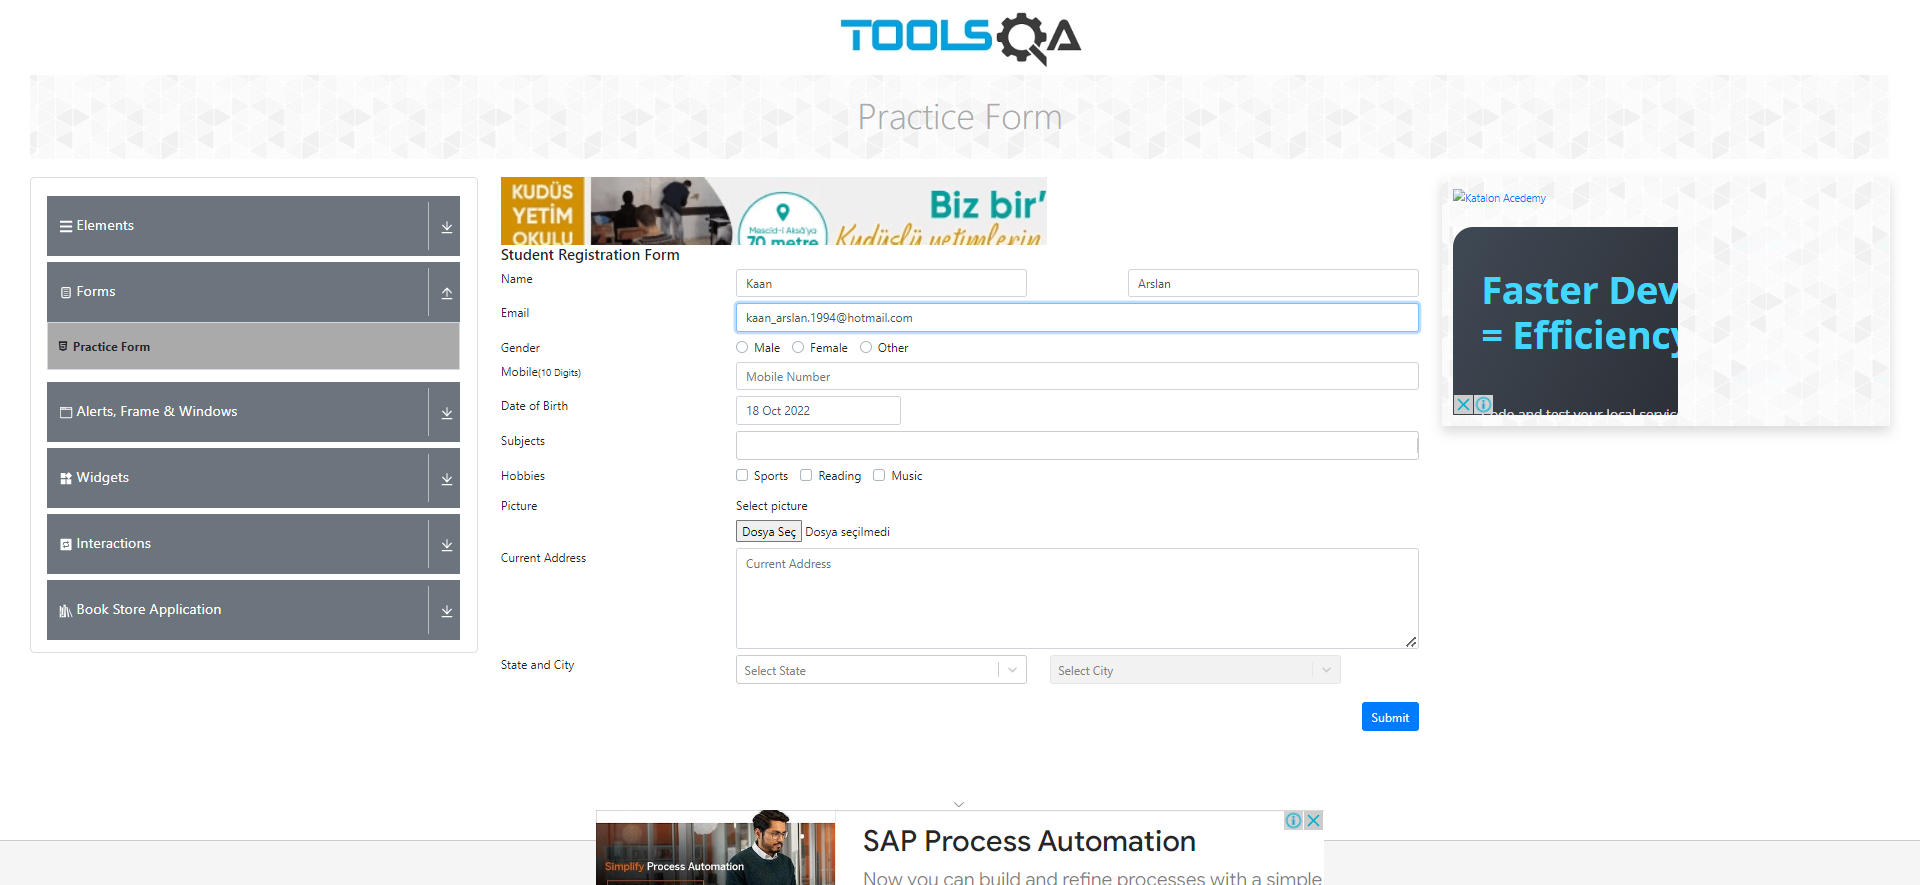 TOOLSQA
Practice Form
Elements
Forms
Practice Form
Alerts, Frame & Windows
Widgets
Interactions
Book Store Application
KUDÜS
YETİM
OKULU
Mescid-i Aksâ'ya
70 metre
Biz bir'
Kudüslü yetimlerin
Student Registration Form
Name
Kaan
Arslan
Email
kaan_arslan.1994@hotmail.com
Gender
Male
Female
Other
Mobile(10 Digits)
Mobile Number
Date of Birth
18 Oct 2022
Subjects
Hobbies
Sports
Reading
Music
Picture
Select picture
Dosya Seç Dosya seçilmedi
Current Address
Current Address
State and City
Select State
Select City
Submit
Katalon Acedemy
Faster Dev
= Efficiency
Code and test your local servic
SAP Process Automation
Now you can build and refine processes with a simple
Simplify Process Automation